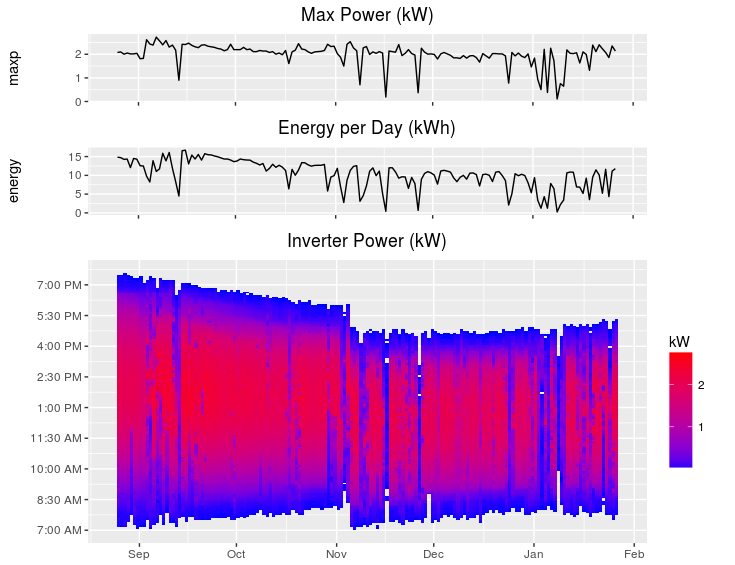 Max Power (kW)
maxp
2
1
0
Energy per Day (kWh)
energy
15
10
5
0
Inverter Power (kW)
7:00 PM
5:30 PM
4:00 PM
2:30 PM
1:00 PM
11:30 AM
10:00 AM
8:30 AM
7:00 AM
Sep Oct Nov Dec Jan Feb
kW
2
1